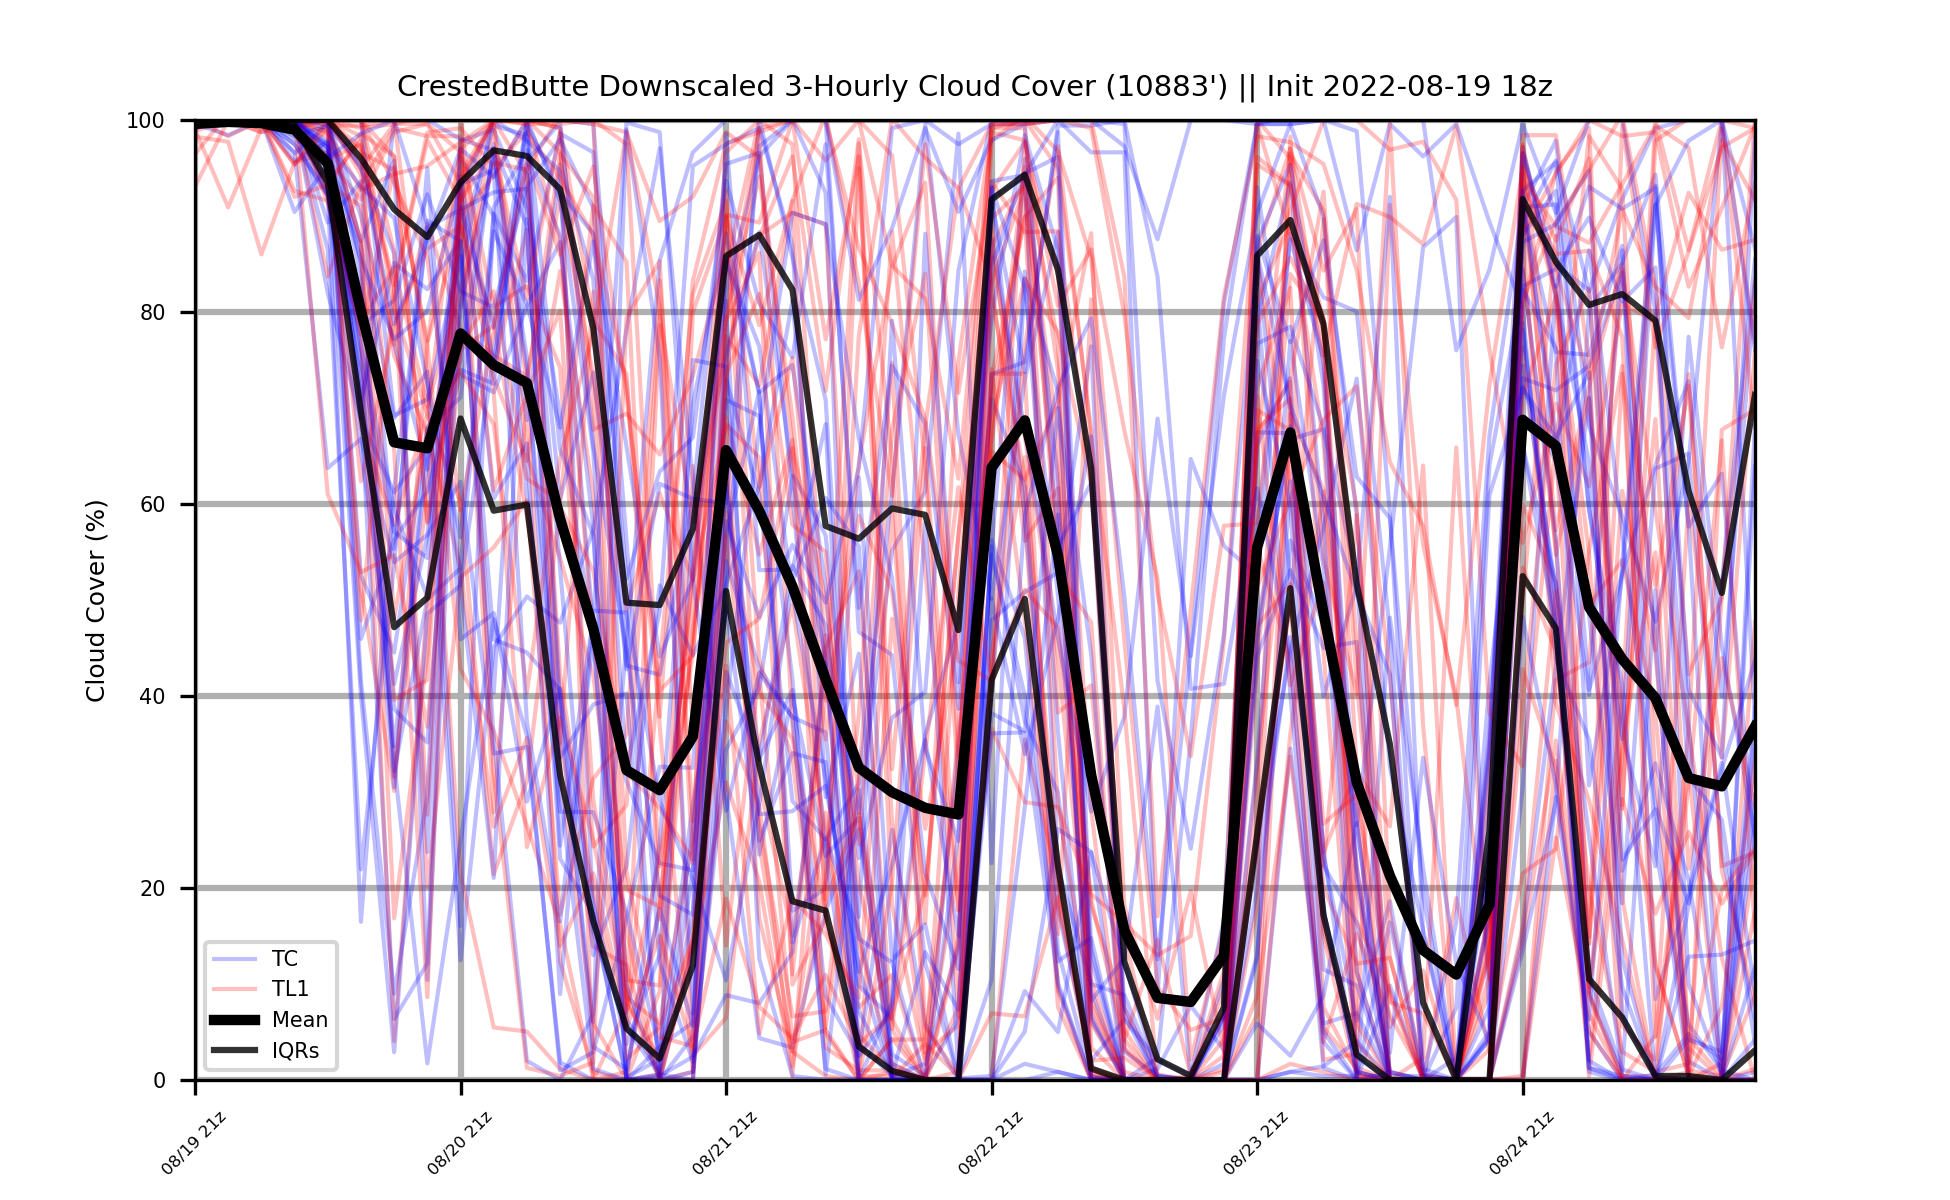 CrestedButte Downscaled 3-Hourly Cloud Cover (10883') || Init 2022-08-19 18z
100
80
60
40
20
0
Cloud Cover (%)
TC
TL1
Mean
IQRs
08/19 21z
08/20 21z
08/21 21z
08/22 21z
08/23 21z
08/24 21z